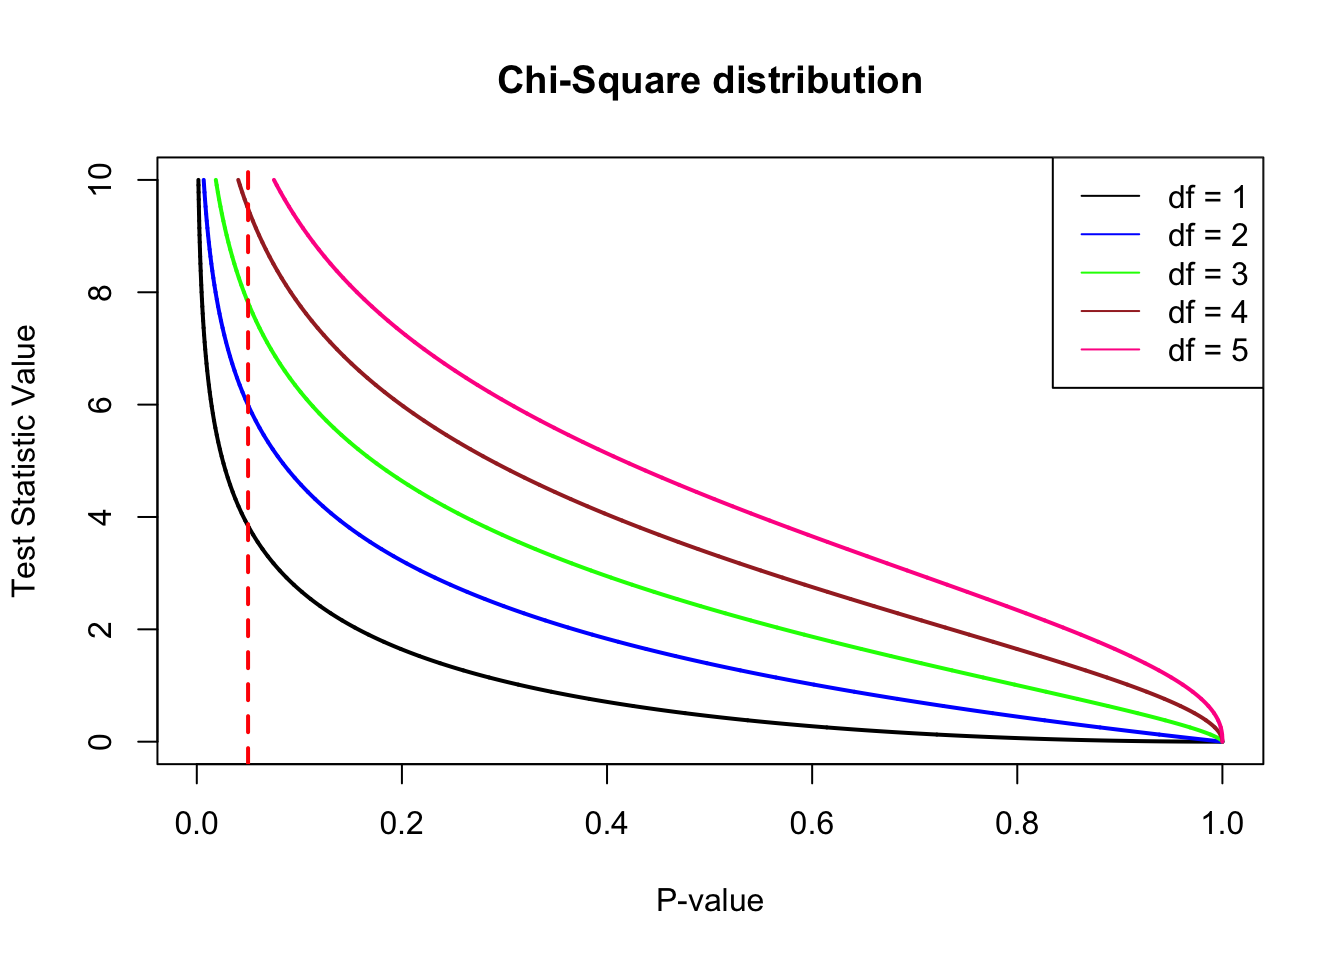 Chi-Square distribution
Test Statistic Value
10
8
6
4
2
0
df = 1
df = 2
df = 3
df = 4
df = 5
0.0 0.2 0.4 0.6 0.8 1.0
P-value